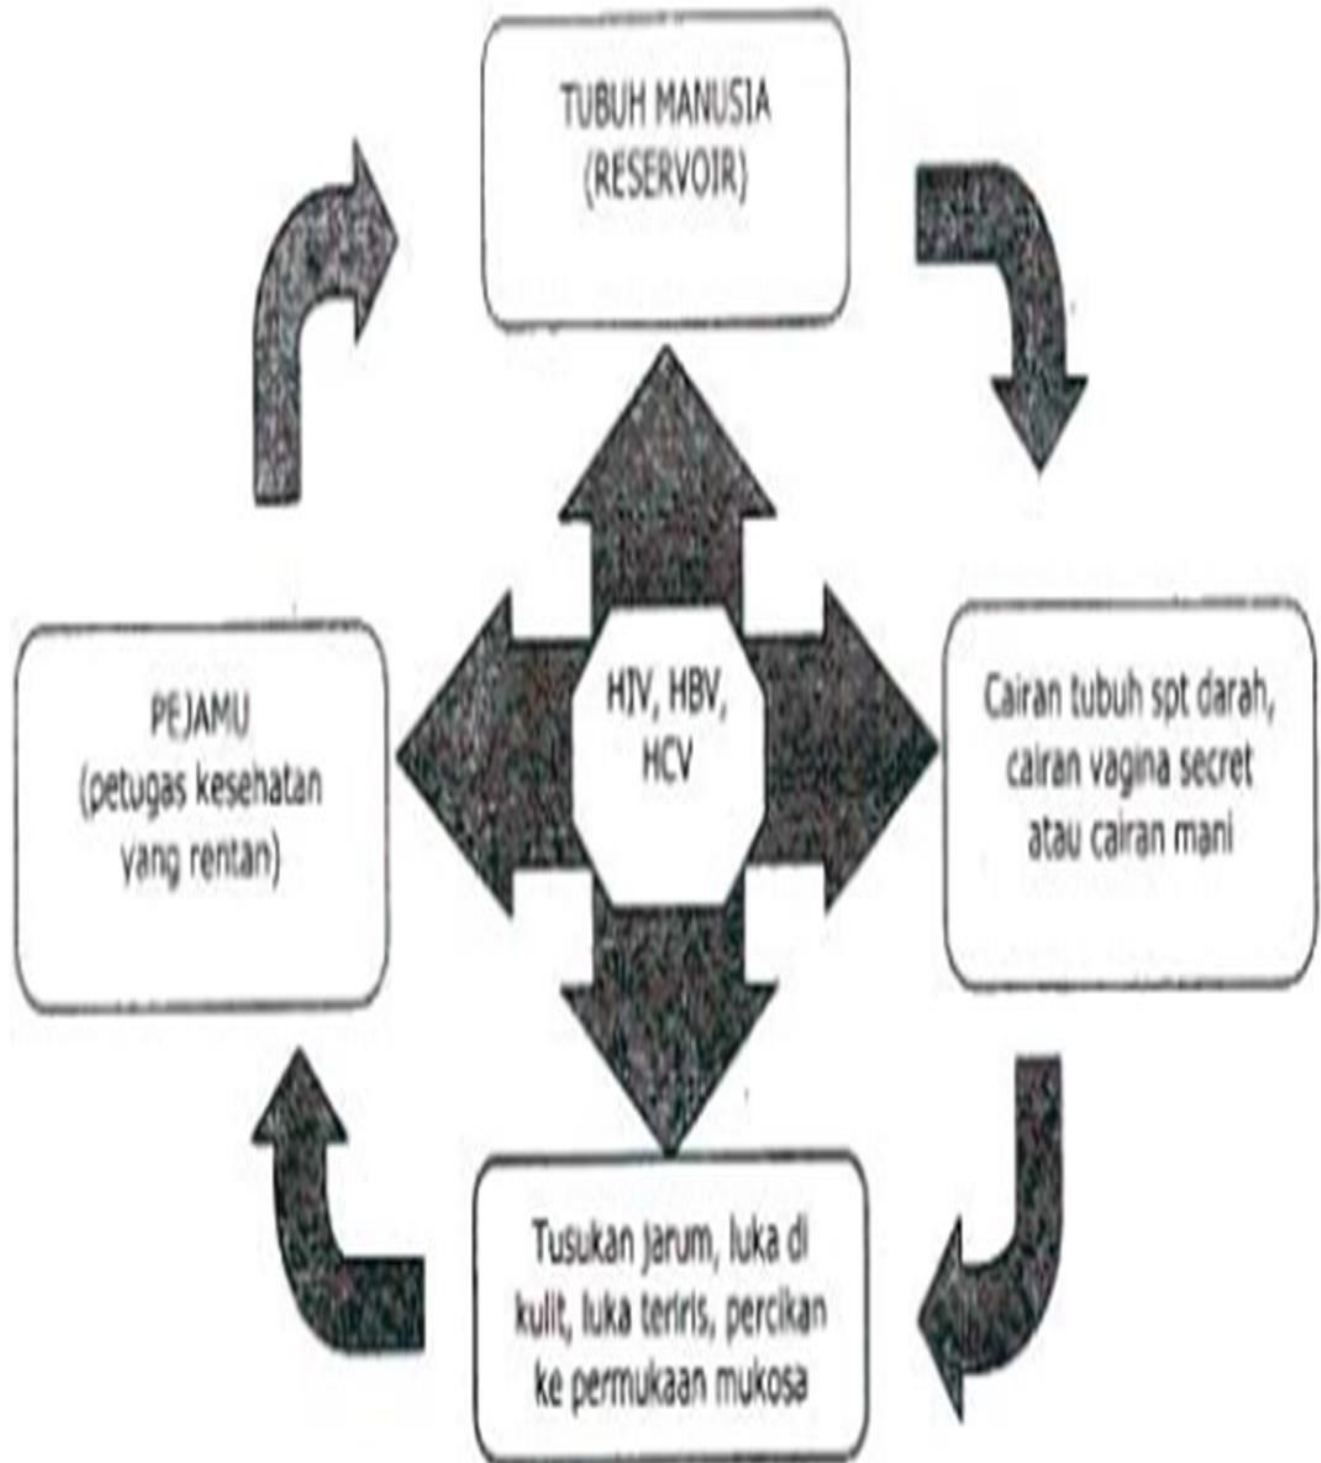 TUBUH MANUSIA
(RESERVOIR)
HIV, HBV,
HCV
PEJAMU
(petugas kesehatan
yang rentan)
Cairan tubuh spt darah,
cairan vagina secret
atau cairan mani
Tusukan jarum, luka di
kulit, luka teriris, percikan
ke permukaan mukosa